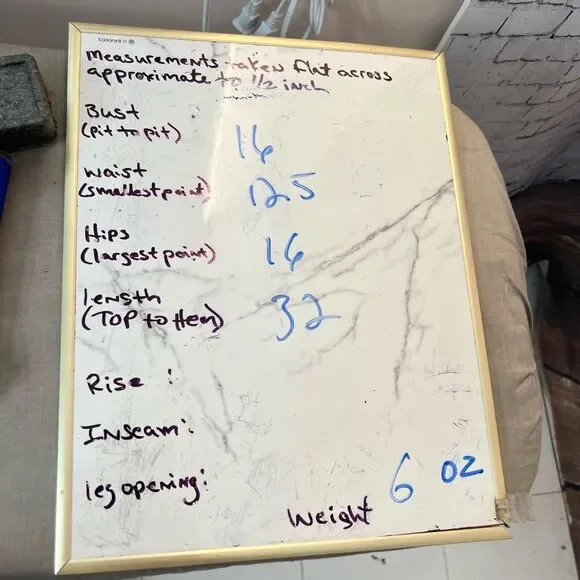 U BRANDS
Measurements taken flat across
approximate to 1/2 inch
Bust
(pit to pit) 16
Waist
(smallest point) 12.5
Hips
(largest point) 16
length
(TOP to Hem) 32
Rise :
Inseam:
leg opening:
Weight 6 oz